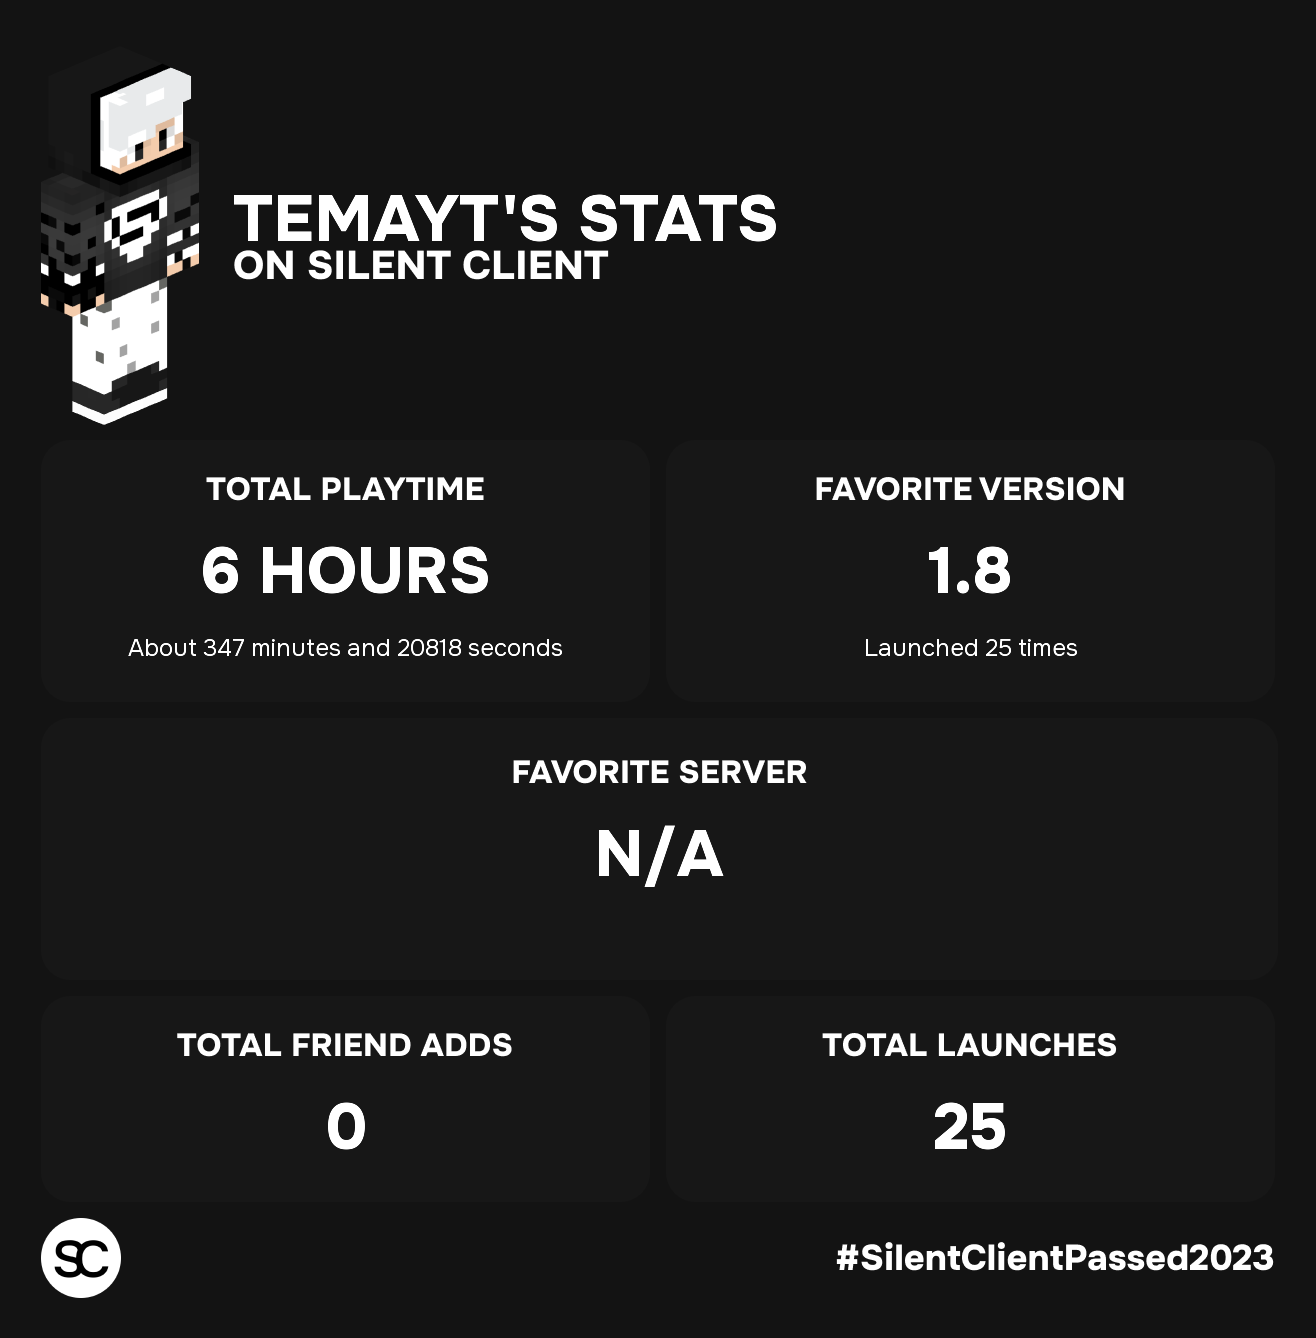 TEMAYT'S STATS
ON SILENT CLIENT
TOTAL PLAYTIME
6 HOURS
About 347 minutes and 20818 seconds
FAVORITE VERSION
1.8
Launched 25 times
FAVORITE SERVER
N/A
TOTAL FRIEND ADDS
0
TOTAL LAUNCHES
25
SC
#SilentClientPassed2023